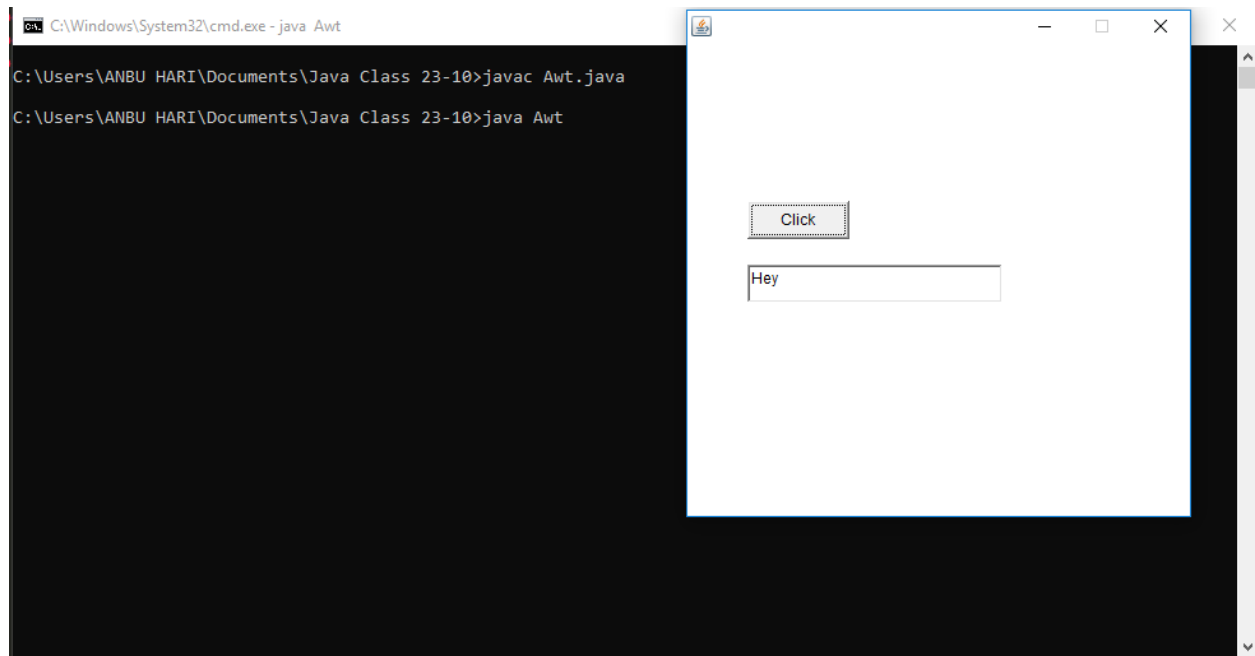 C:\Windows\System32\cmd.exe - java  Awt
C:\Users\ANBU HARI\Documents\Java Class 23-10>javac Awt.java
C:\Users\ANBU HARI\Documents\Java Class 23-10>java Awt
Click
Hey